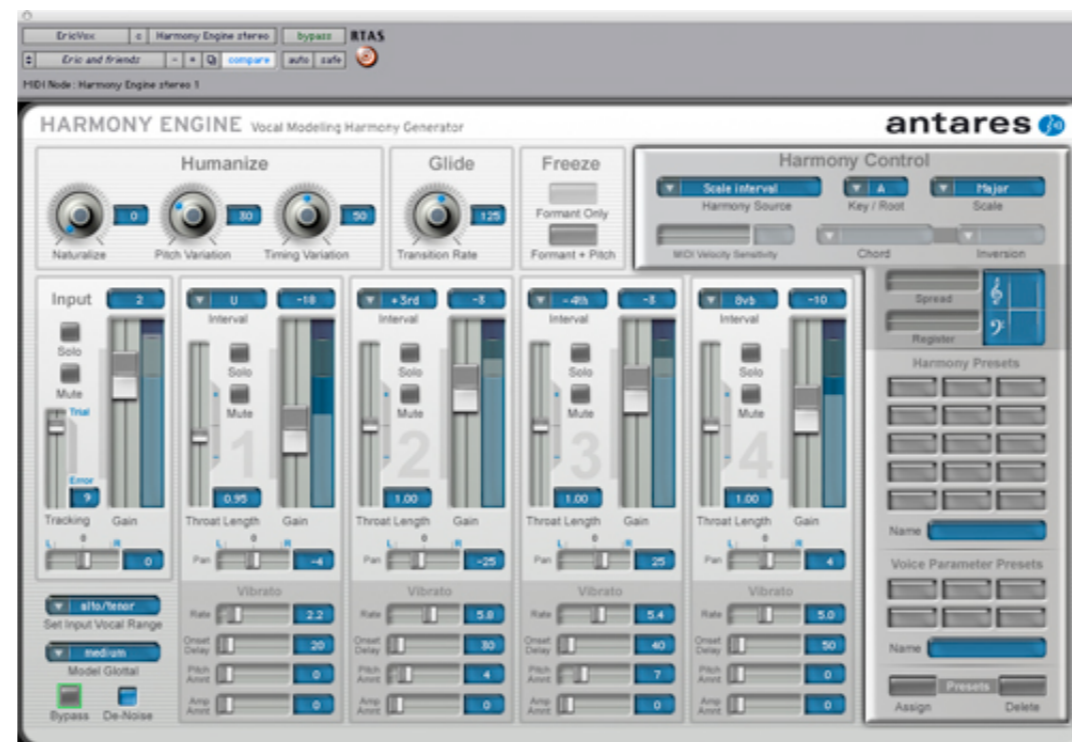 EricVox c Harmony Engine stereo bypass RTAS
Eric and friends - + compare auto safe
MIDI Node: Harmony Engine stereo 1
HARMONY ENGINE Vocal Modeling Harmony Generator antares
Humanize Glide Freeze Harmony Control
0 30 50 125
Naturalize Pitch Variation Timing Variation Transition Rate
Formant Only
Formant + Pitch
Scale interval A Major
Harmony Source Key / Root Scale
MIDI Velocity Sensitivity Chord Inversion
Input 2 U -18 +3rd -3 -4th -3 8vb -10
Interval Interval Interval Interval
Spread
Register
Solo Solo Solo Solo Solo
Mute Mute Mute Mute Mute
Trial
1 2 3 4
Error
9 0.95 1.00 1.00 1.00
Tracking Gain Throat Length Gain Throat Length Gain Throat Length Gain Throat Length Gain
L 0 R L 0 R L 0 R L 0 R L 0 R
0 Pan -4 Pan -25 Pan 25 Pan 4
Harmony Presets
Name
Voice Parameter Presets
Name
Presets
Assign Delete
Vibrato Vibrato Vibrato Vibrato
alto/tenor
Set Input Vocal Range
medium
Model Glottal
Bypass De-Noise
Rate 2.2 Rate 5.8 Rate 5.4 Rate 5.0
Onset Delay 20 Onset Delay 30 Onset Delay 40 Onset Delay 50
Pitch Amnt 0 Pitch Amnt 4 Pitch Amnt 7 Pitch Amnt 0
Amp Amnt 0 Amp Amnt 0 Amp Amnt 0 Amp Amnt 0